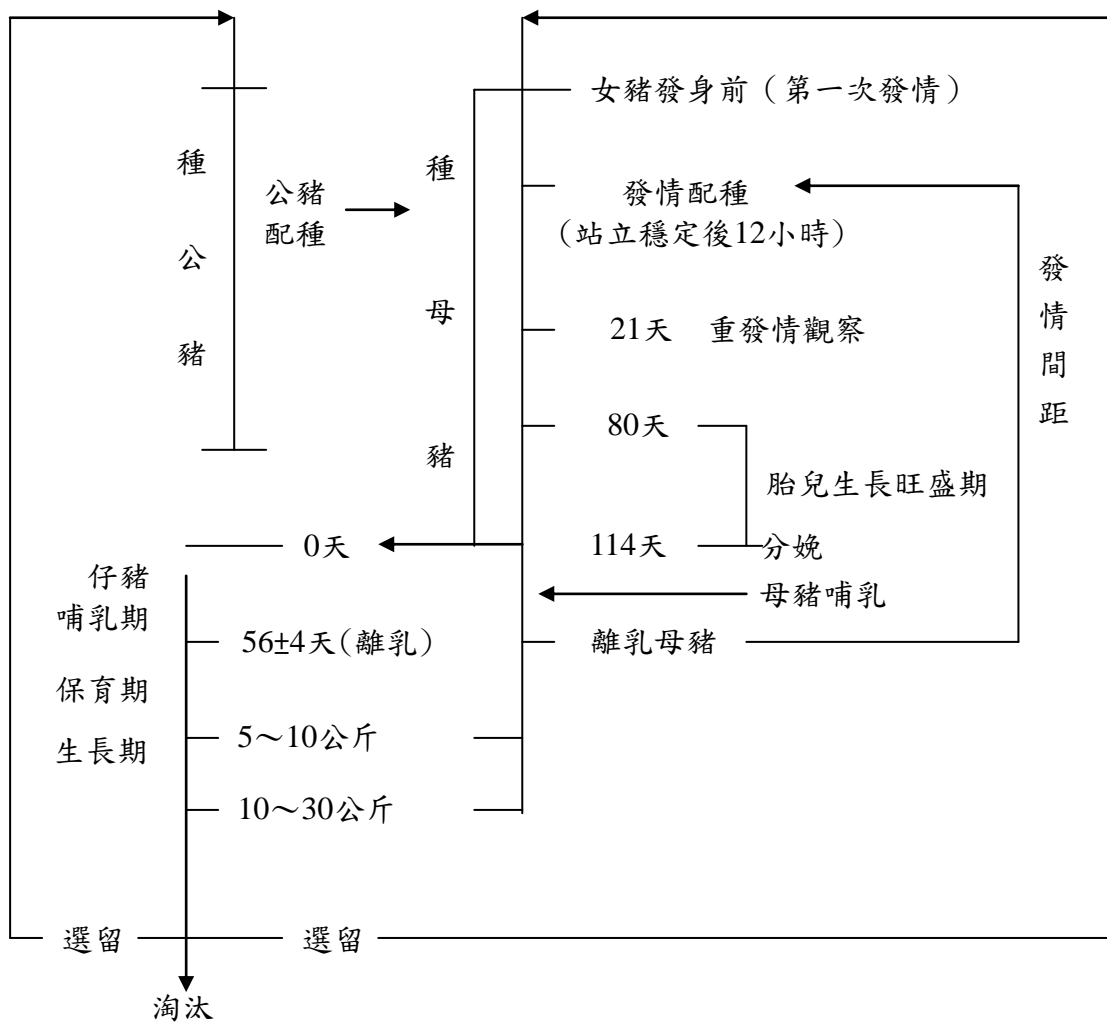 女豬發身前（第一次發情）
種公豬
公豬
配種
種母豬
發情配種
（站立穩定後12小時）
發情間距
21天 重發情觀察
80天
胎兒生長旺盛期
0天
114天
分娩
仔豬
哺乳期
母豬哺乳
56±4天（離乳）
離乳母豬
保育期
5～10公斤
生長期
10～30公斤
選留
選留
淘汰